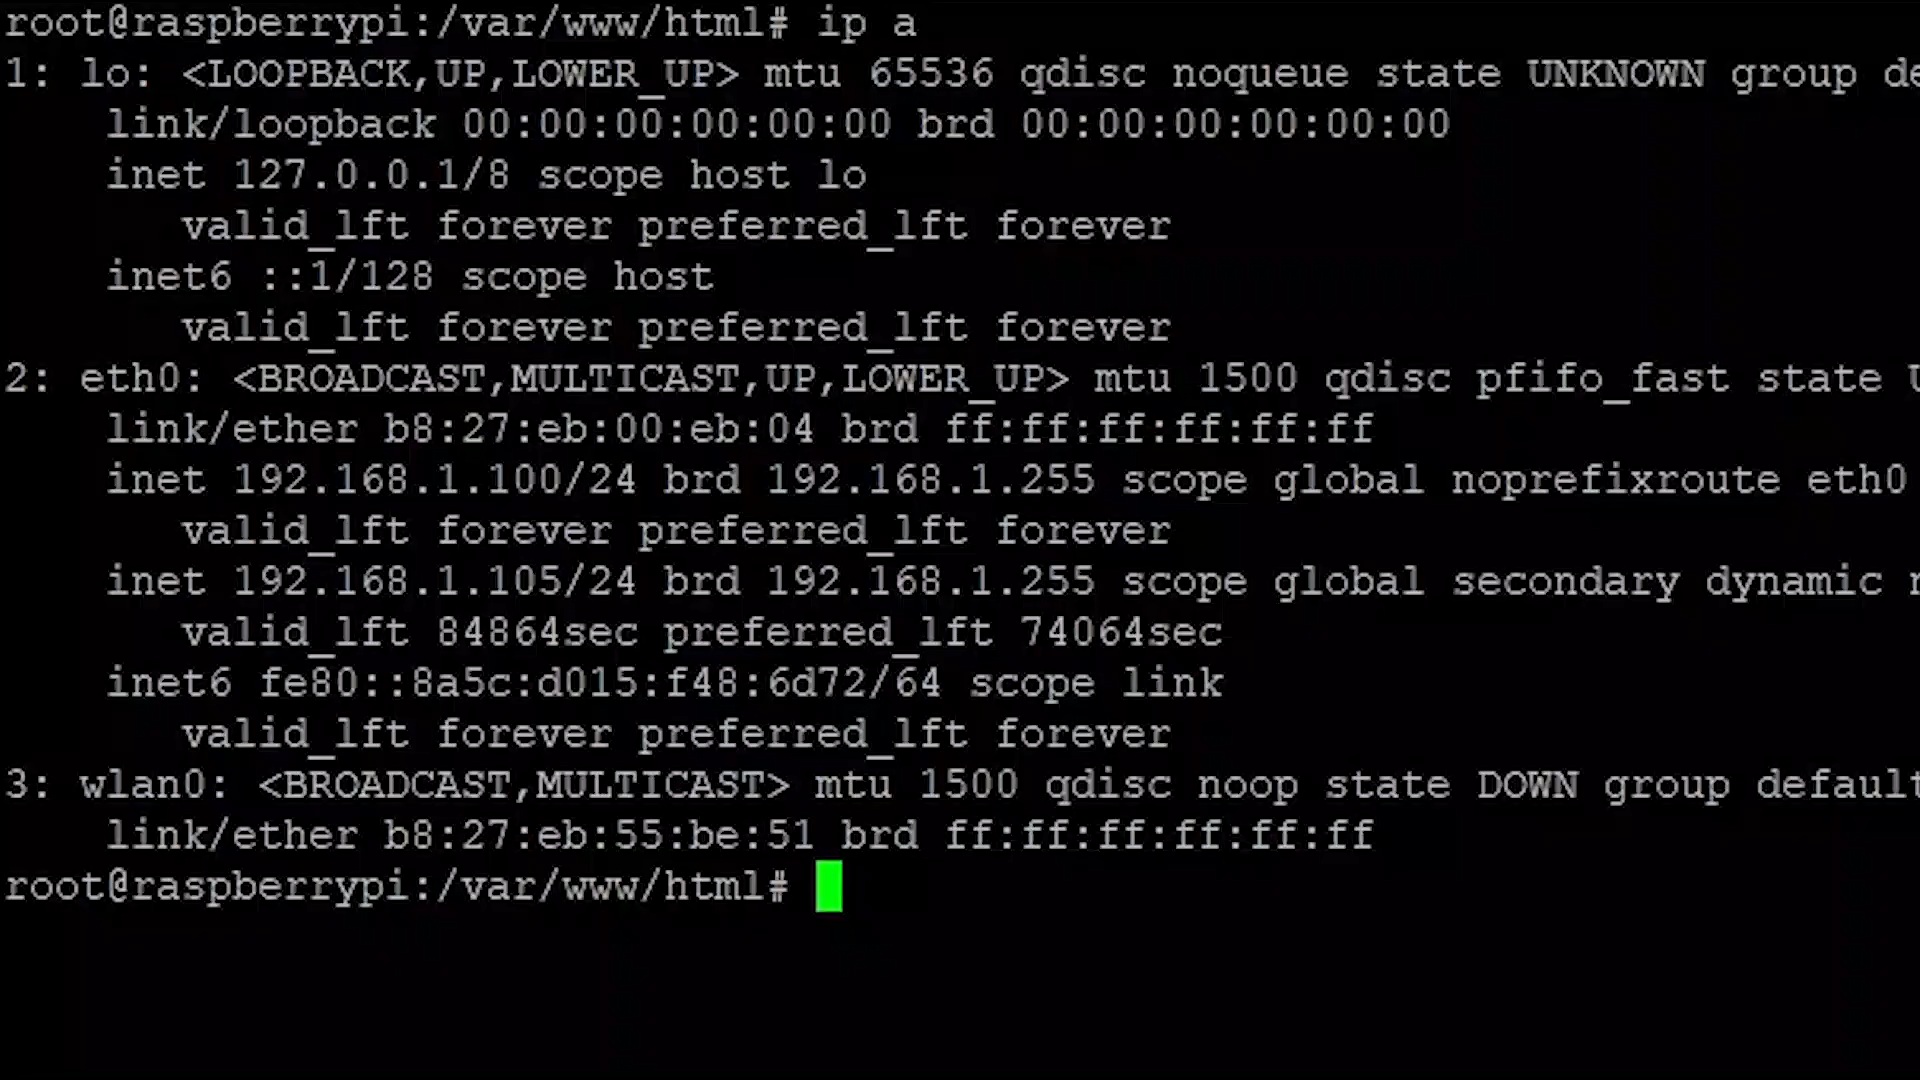 root@raspberrypi:/var/www/html# ip a
1: lo: <LOOPBACK,UP,LOWER_UP> mtu 65536 qdisc noqueue state UNKNOWN group de
link/loopback 00:00:00:00:00:00 brd 00:00:00:00:00:00
inet 127.0.0.1/8 scope host lo
valid_lft forever preferred_lft forever
inet6 ::1/128 scope host
valid_lft forever preferred_lft forever
2: eth0: <BROADCAST,MULTICAST,UP,LOWER_UP> mtu 1500 qdisc pfifo_fast state U
link/ether b8:27:eb:00:eb:04 brd ff:ff:ff:ff:ff:ff
inet 192.168.1.100/24 brd 192.168.1.255 scope global noprefixroute eth0
valid_lft forever preferred_lft forever
inet 192.168.1.105/24 brd 192.168.1.255 scope global secondary dynamic
valid_lft 84864sec preferred_lft 74064sec
inet6 fe80::8a5c:d015:f48:6d72/64 scope link
valid_lft forever preferred_lft forever
3: wlan0: <BROADCAST,MULTICAST> mtu 1500 qdisc noop state DOWN group default
link/ether b8:27:eb:55:be:51 brd ff:ff:ff:ff:ff:ff
root@raspberrypi:/var/www/html#